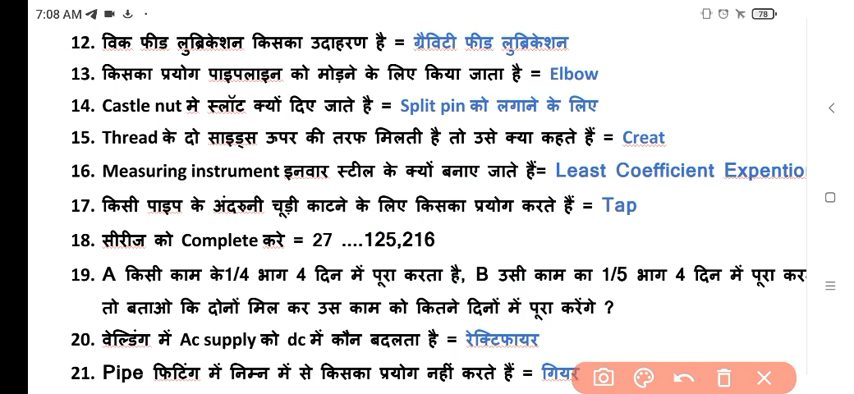 7:08 AM
78
12. विक फीड लुब्रिकेशन किसका उदाहरण है = ग्रैविटी फीड लुब्रिकेशन
13. किसका प्रयोग पाइपलाइन को मोड़ने के लिए किया जाता है = Elbow
14. Castle nut मे स्लॉट क्यों दिए जाते है = Split pin को लगाने के लिए
15. Thread के दो साइड्स ऊपर की तरफ मिलती है तो उसे क्या कहते हैं = Creat
16. Measuring instrument इनवार स्टील के क्यों बनाए जाते हैं= Least Coefficient Expentio
17. किसी पाइप के अंदरुनी चूड़ी काटने के लिए किसका प्रयोग करते हैं = Tap
18. सीरीज को Complete करे = 27 ....125,216
19. A किसी काम के1/4 भाग 4 दिन में पूरा करता है, B उसी काम का 1/5 भाग 4 दिन में पूरा कर
तो बताओ कि दोनों मिल कर उस काम को कितने दिनों में पूरा करेंगे ?
20. वेल्डिंग में Ac supply को dc में कौन बदलता है = रेक्टिफायर
21. Pipe फिटिंग में निम्न में से किसका प्रयोग नहीं करते हैं = गियर